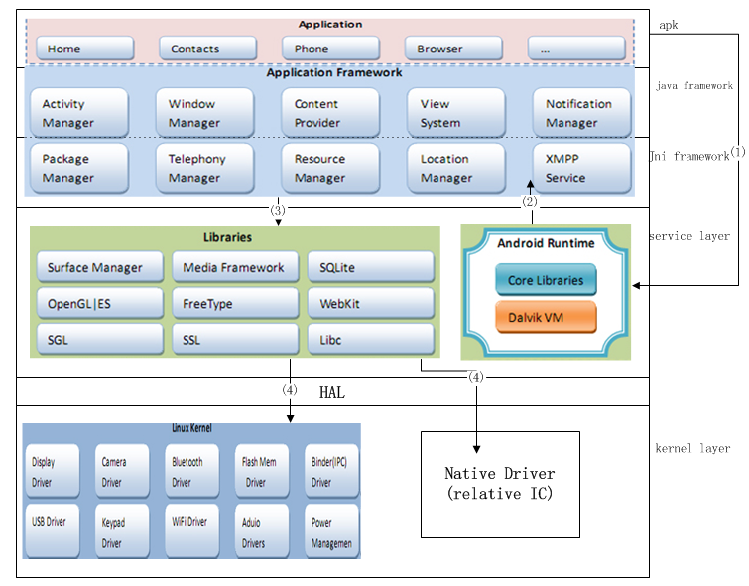 Application
apk
Home
Contacts
Phone
Browser
...
Application Framework
java framework
Activity
Manager
Window
Manager
Content
Provider
View
System
Notification
Manager
Package
Manager
Telephony
Manager
Resource
Manager
Location
Manager
XMPP
Service
Jni framework
(1)
(2)
(3)
service layer
Libraries
Surface Manager
Media Framework
SQLite
OpenGL|ES
FreeType
WebKit
SGL
SSL
Libc
Android Runtime
Core Libraries
Dalvik VM
(4)
(4)
HAL
Linux Kernel
Display
Driver
Camera
Driver
Bluetooth
Driver
Flash Mem
Driver
Binder(IPC)
Driver
USB Driver
Keypad
Driver
WiFiDriver
Aduio
Drivers
Power
Managemen
Native Driver
(relative IC)
kernel layer